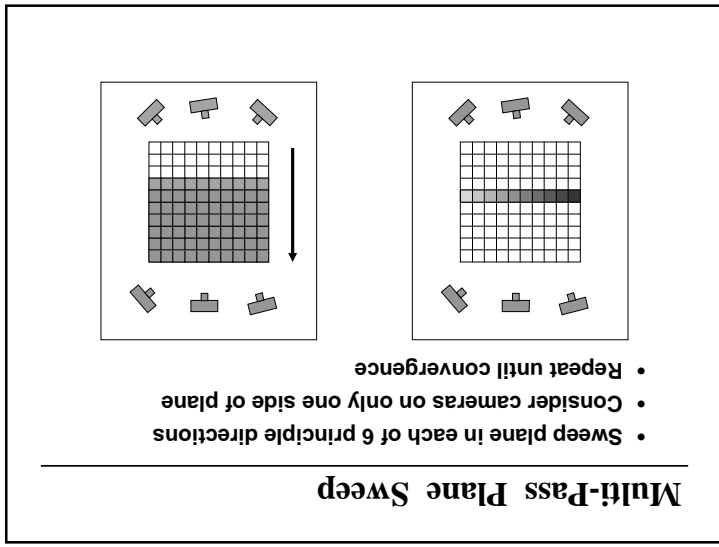 Multi-Pass Plane Sweep
• Sweep plane in each of 6 principle directions
• Consider cameras on only one side of plane
• Repeat until convergence